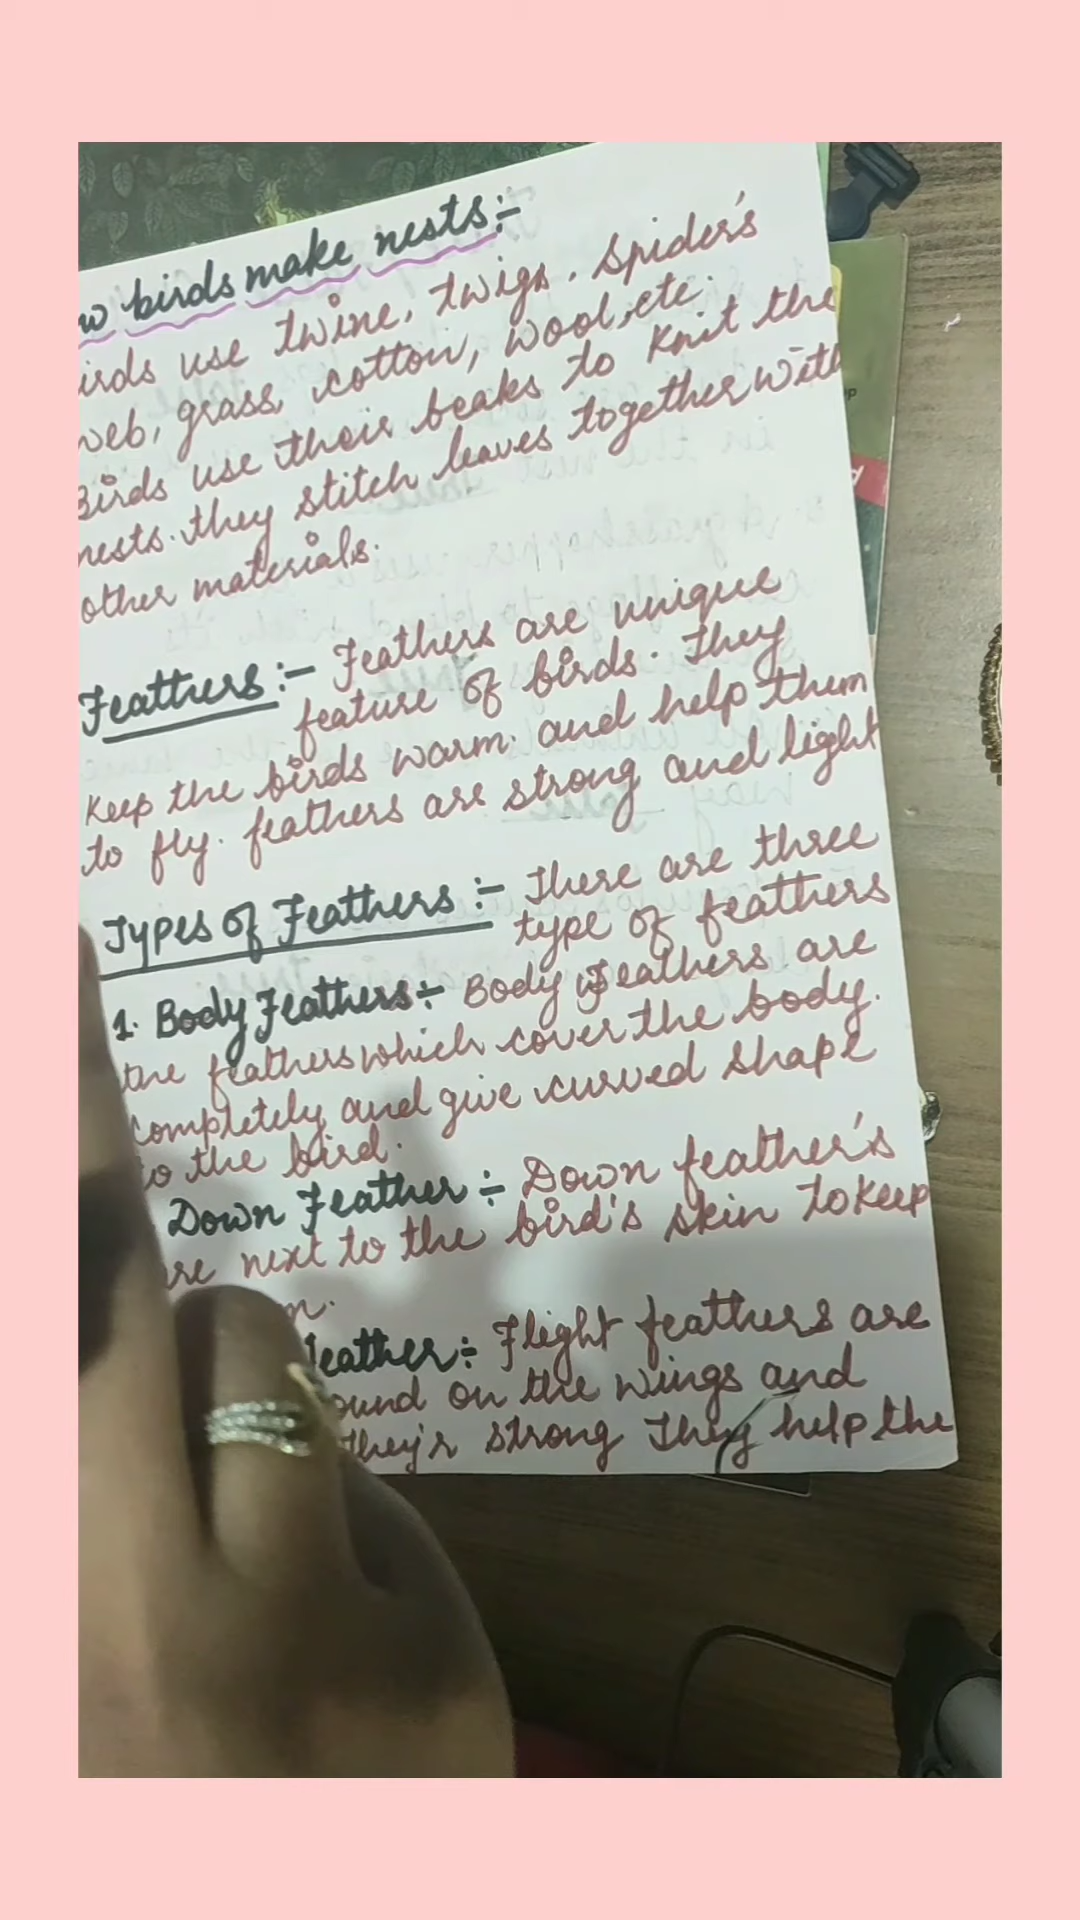 birds make nests:-
use twine, twigs. Spider's
web, grass, cotton, wool, etc.
Birds use their beaks to knit the
nests. they stitch leaves together with
other materials.
Feathers :- Feathers are unique
feature of birds. They
keep the birds warm. and help them
to fly. feathers are strong and light
Types of Feathers :- There are three
type of feathers
1. Body Feathers:- Body Feathers are
the feathers which cover the body.
completely and give curved shape
to the bird.
Down Feather :- Down feather's
next to the bird's skin to keep
Flight feathers are
on the wings and
strong They help the